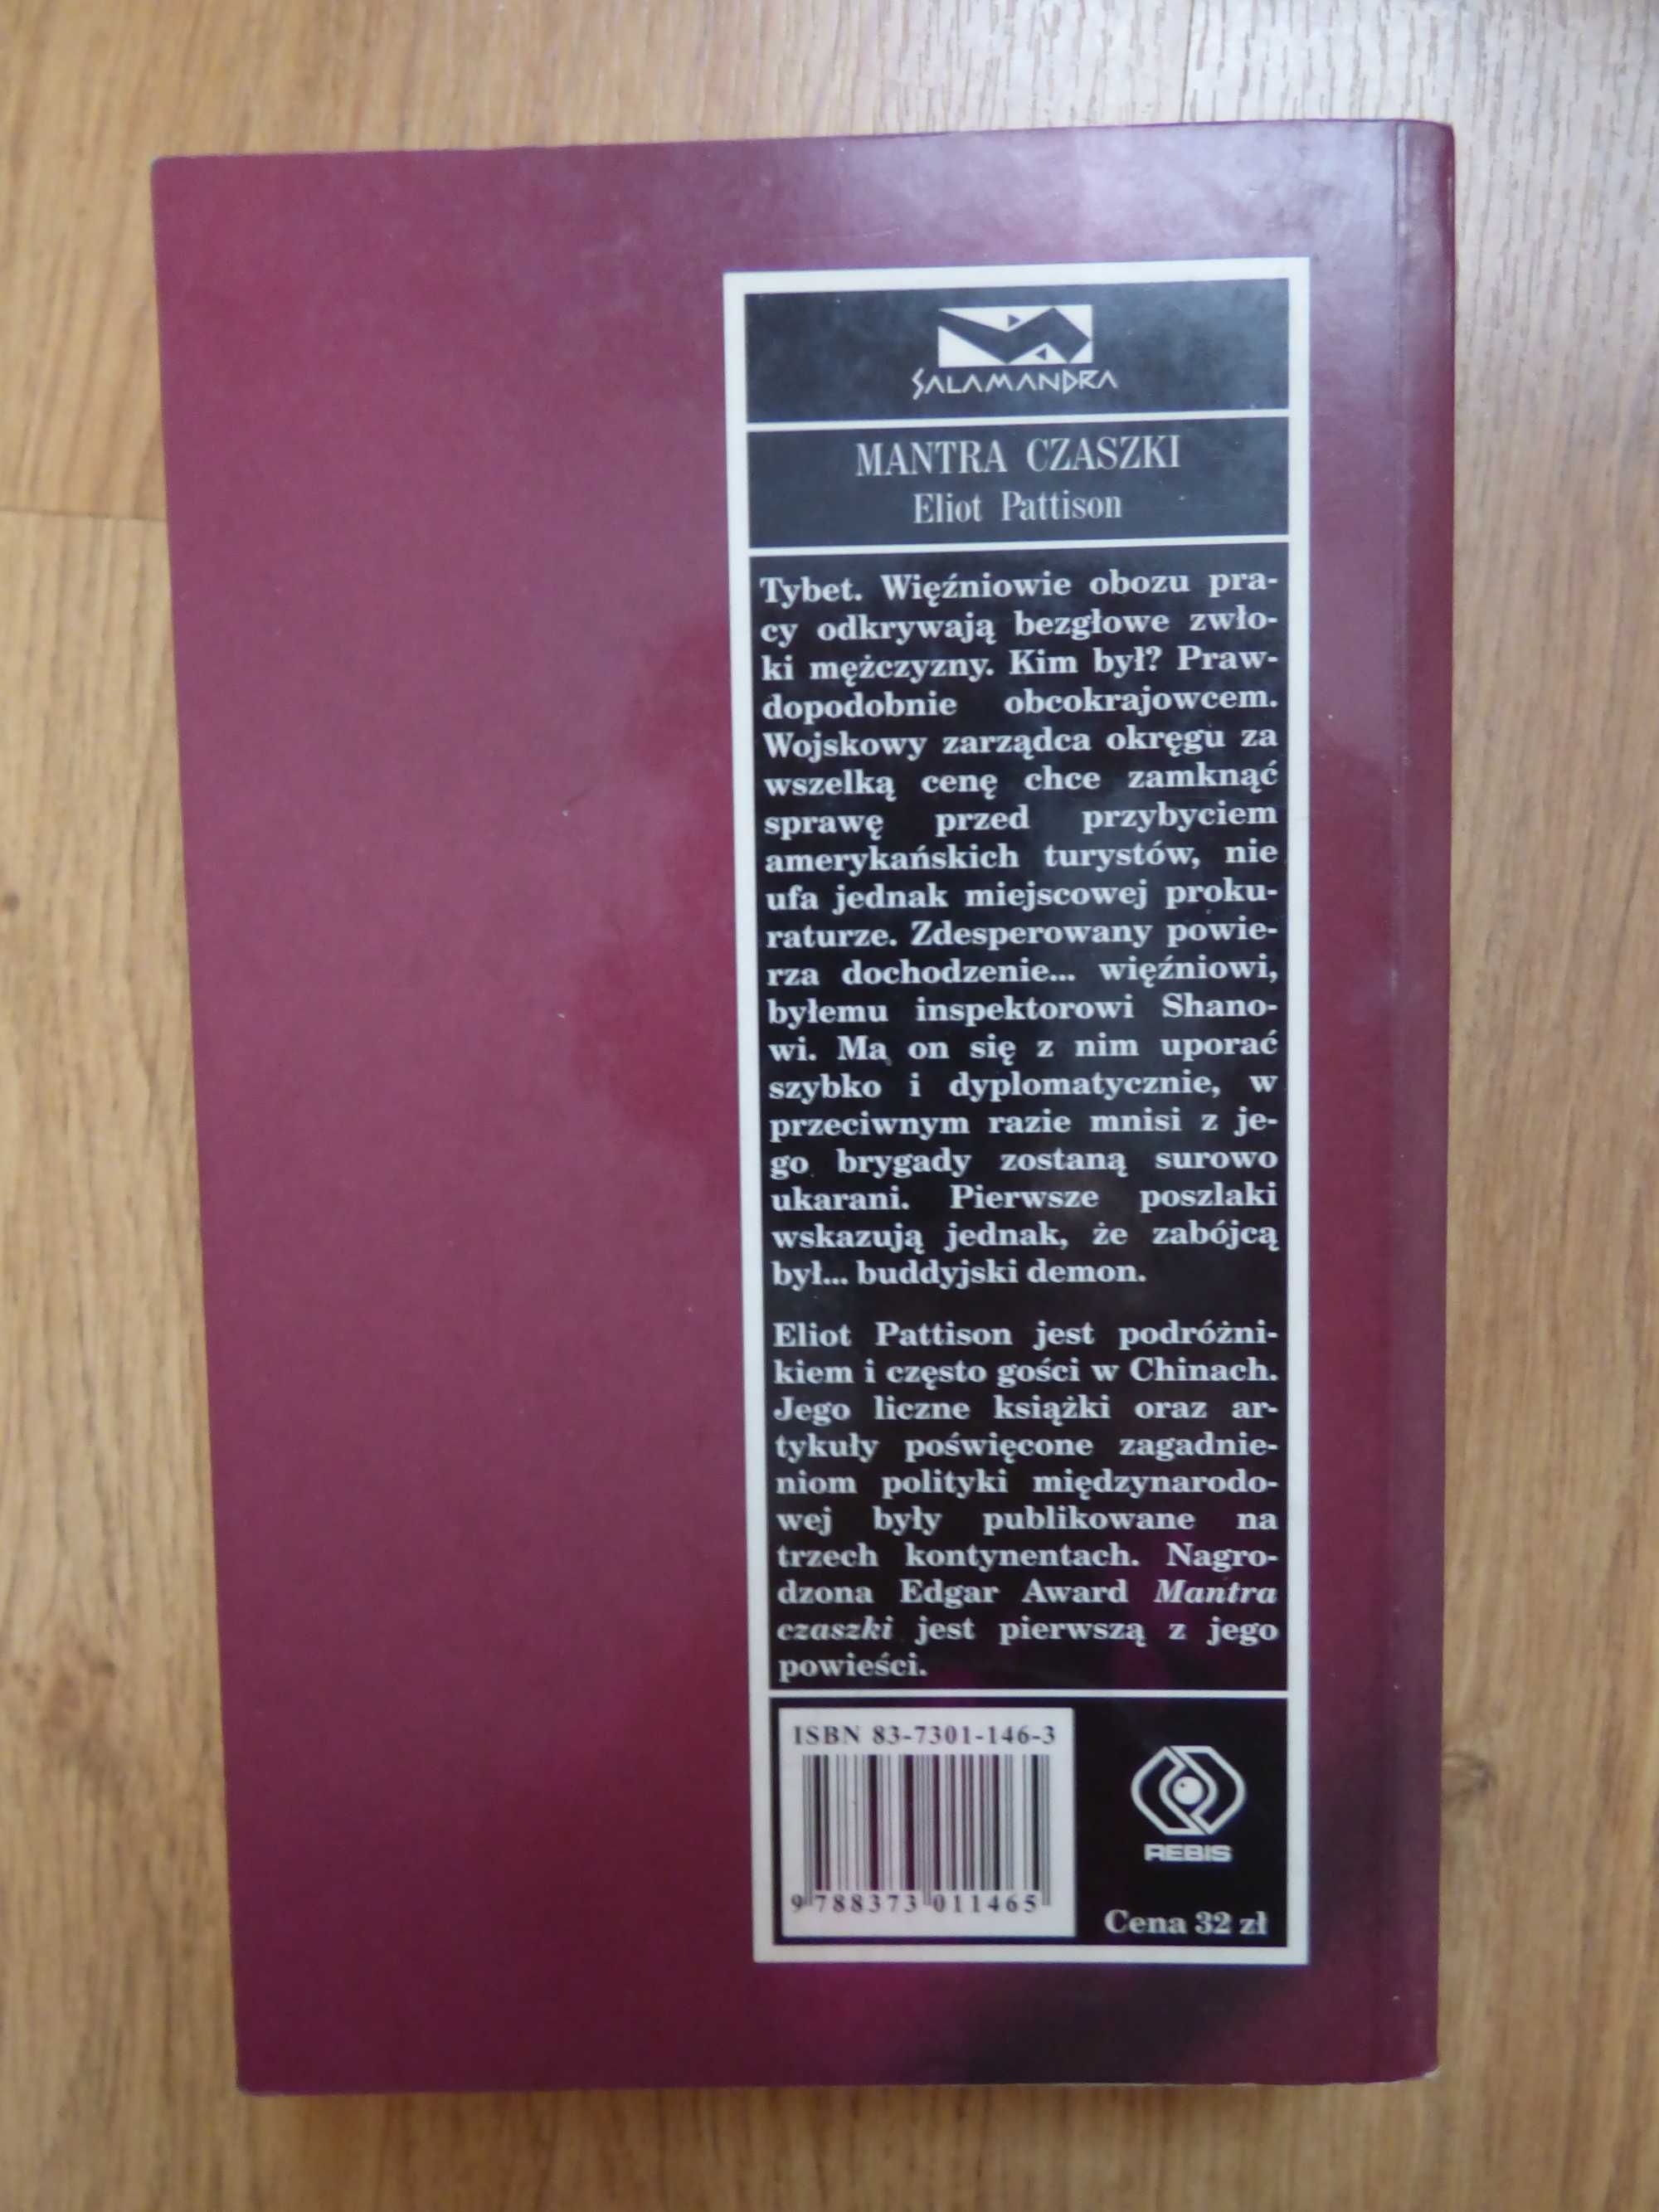 SALAMANDRA
MANTRA CZASZKI
Eliot Pattison
Tybet. Więźniowie obozu pra-
cy odkrywają bezgłowe zwło-
ki mężczyzny. Kim był? Praw-
dopodobnie obcokrajowcem.
Wojskowy zarządca okręgu za
wszelką cenę chce zamknąć
sprawę przed przybyciem
amerykańskich turystów, nie
ufa jednak miejscowej proku-
raturze. Zdesperowany powie-
rza dochodzenie... więźniowi,
byłemu inspektorowi Shano-
wi. Ma on się z nim uporać
szybko i dyplomatycznie, w
przeciwnym razie mnisi z je-
go brygady zostaną surowo
ukarani. Pierwsze poszlaki
wskazują jednak, że zabójcą
był... buddyjski demon.
Eliot Pattison jest podróżni-
kiem i często gości w Chinach.
Jego liczne książki oraz ar-
tykuły poświęcone zagadnie-
niom polityki międzynarodo-
wej były publikowane na
trzech kontynentach. Nagro-
dzona Edgar Award Mantra
czaszki jest pierwszą z jego
powieści.
ISBN 83-7301-146-3
9 788373 011465
REBIS
Cena 32 zł